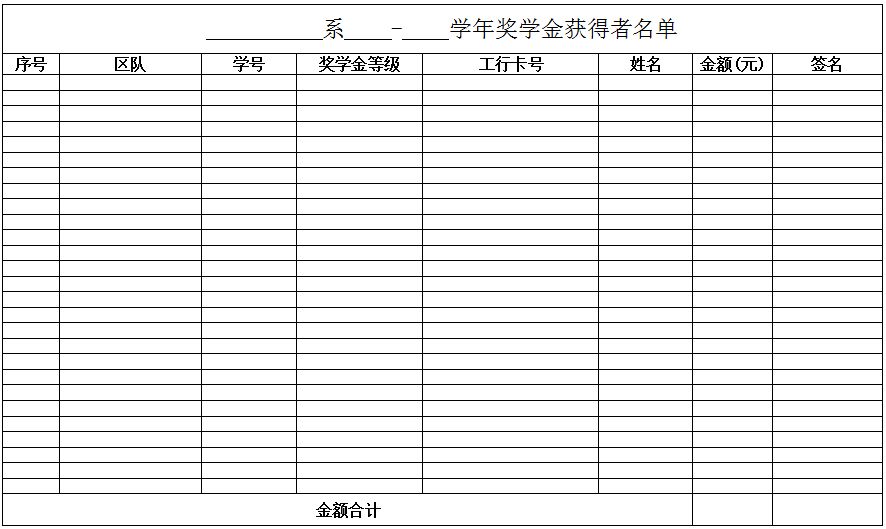 __________系____-____学年奖学金获得者名单
序号 区队 学号 奖学金等级 工行卡号 姓名 金额(元) 签名
金额合计